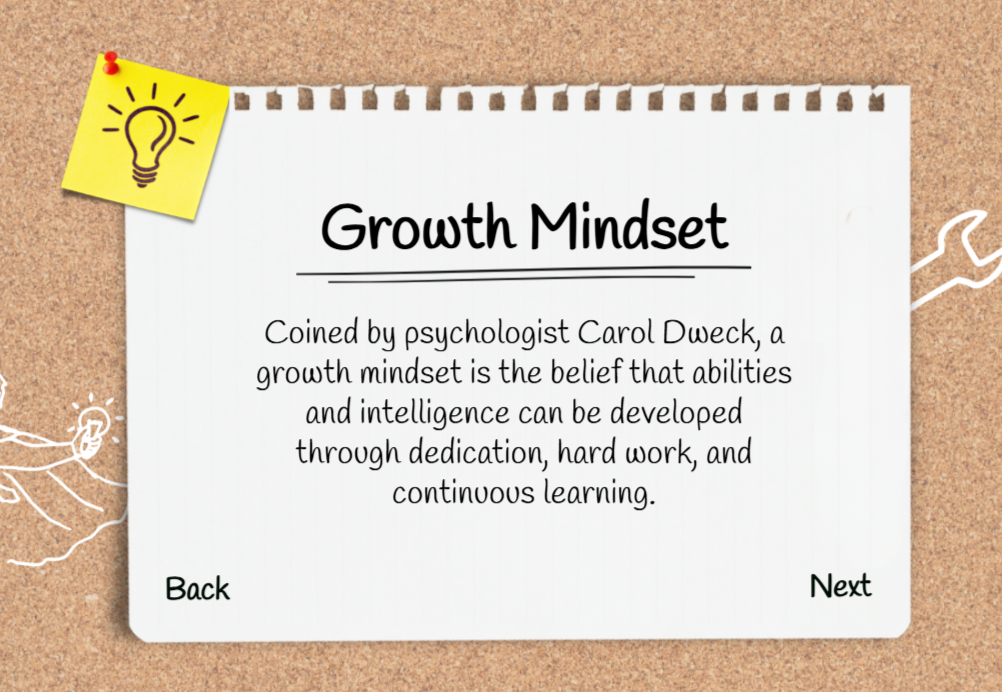 Growth Mindset
Coined by psychologist Carol Dweck, a
growth mindset is the belief that abilities
and intelligence can be developed
through dedication, hard work, and
continuous learning.
Back
Next